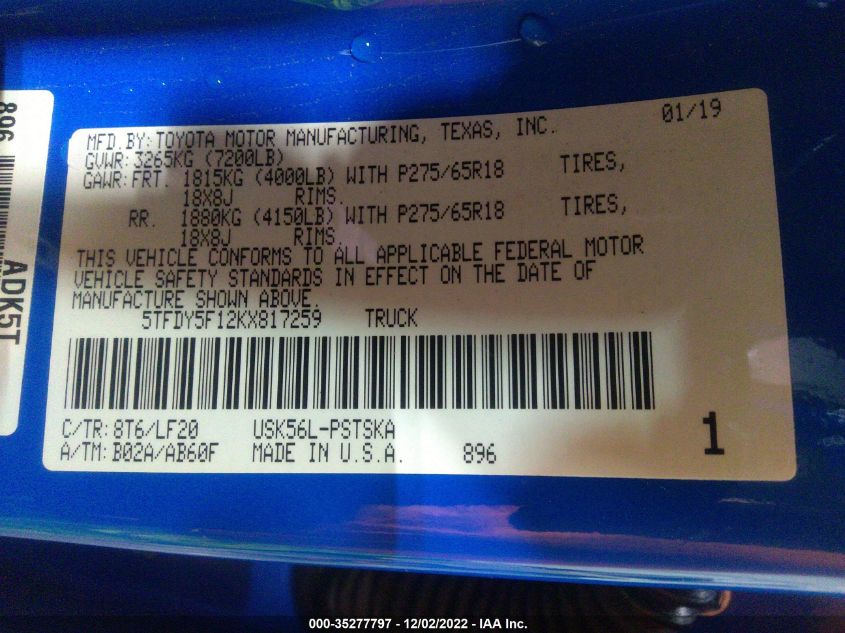 896
ADK5T
MFD.BY:TOYOTA MOTOR MANUFACTURING, TEXAS, INC. 01/19
GVWR:3265KG (7200LB)
GAWR:FRT. 1815KG (4000LB) WITH P275/65R18 TIRES,
18X8J RIMS.
RR. 1880KG (4150LB) WITH P275/65R18 TIRES,
18X8J RIMS.
THIS VEHICLE CONFORMS TO ALL APPLICABLE FEDERAL MOTOR
VEHICLE SAFETY STANDARDS IN EFFECT ON THE DATE OF
MANUFACTURE SHOWN ABOVE.
5TFDY5F12KX817259 TRUCK
C/TR:8T6/LF20 USK56L-PSTSKA
A/TM:B02A/AB60F MADE IN U.S.A. 896
1
000-35277797 - 12/02/2022 - IAA Inc.